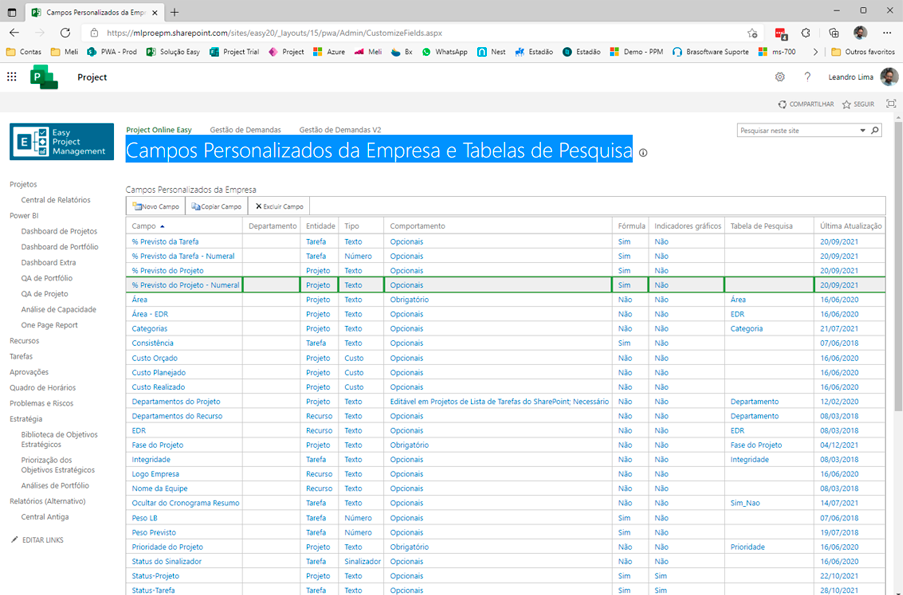 Campos Personalizados da Emp
https://mlproepm.sharepoint.com/sites/easy20/_layouts/15/pwa/Admin/CustomizeFields.aspx
Contas Meli PWA - Prod Solução Easy Project Trial Project Azure Meli Bx WhatsApp Nest Estadão Estadão Demo - PPM Brasoftware Suporte ms-700 Outros favoritos
P Project Leandro Lima
COMPARTILHAR SEGUIR
Easy Project Management
Project Online Easy Gestão de Demandas Gestão de Demandas V2
Pesquisar neste site
Campos Personalizados da Empresa e Tabelas de Pesquisa
Projetos
Central de Relatórios
Power BI
Dashboard de Projetos
Dashboard de Portfólio
Dashboard Extra
QA de Portfólio
QA de Projeto
Análise de Capacidade
One Page Report
Recursos
Tarefas
Aprovações
Quadro de Horários
Problemas e Riscos
Estratégia
Biblioteca de Objetivos
Estratégicos
Priorização dos
Objetivos Estratégicos
Análises de Portfólio
Relatórios (Alternativo)
Central Antiga
EDITAR LINKS
Campos Personalizados da Empresa
Novo Campo Copiar Campo Excluir Campo
Campo Departamento Entidade Tipo Comportamento Fórmula Indicadores gráficos Tabela de Pesquisa Última Atualização
% Previsto da Tarefa Tarefa Texto Opcionais Sim Não 20/09/2021
% Previsto da Tarefa - Numeral Tarefa Número Opcionais Sim Não 20/09/2021
% Previsto do Projeto Projeto Texto Opcionais Sim Não 20/09/2021
% Previsto do Projeto - Numeral Projeto Texto Opcionais Sim Não 20/09/2021
Área Projeto Texto Obrigatório Não Não Área 16/06/2020
Área - EDR Projeto Texto Opcionais Não Não EDR 16/06/2020
Categorias Projeto Texto Opcionais Não Não Categoria 21/07/2021
Consistência Tarefa Texto Opcionais Sim Não 07/06/2018
Custo Orçado Projeto Custo Opcionais Não Não 16/06/2020
Custo Planejado Projeto Custo Opcionais Não Não 16/06/2020
Custo Realizado Projeto Custo Opcionais Não Não 16/06/2020
Departamentos do Projeto Projeto Texto Editável em Projetos de Lista de Tarefas do SharePoint; Necessário Não Não Departamento 12/02/2020
Departamentos do Recurso Recurso Texto Opcionais Não Não Departamento 08/03/2018
EDR Recurso Texto Opcionais Não Não EDR 08/03/2018
Fase do Projeto Projeto Texto Obrigatório Não Não Fase do Projeto 04/12/2021
Integridade Tarefa Texto Opcionais Não Não Integridade 08/03/2018
Logo Empresa Recurso Texto Opcionais Não Não 16/06/2020
Nome da Equipe Recurso Texto Opcionais Não Não 08/03/2018
Ocultar do Cronograma Resumo Tarefa Texto Opcionais Não Não Sim_Nao 14/07/2021
Peso LB Tarefa Número Opcionais Sim Não 07/06/2018
Peso Previsto Tarefa Número Opcionais Sim Não 19/07/2018
Prioridade do Projeto Projeto Texto Obrigatório Não Não Prioridade 16/06/2020
Status do Sinalizador Tarefa Sinalizador Opcionais Não Não 16/06/2020
Status-Projeto Projeto Texto Opcionais Sim Sim 22/10/2021
Status-Tarefa Tarefa Texto Opcionais Sim Sim 28/10/2021